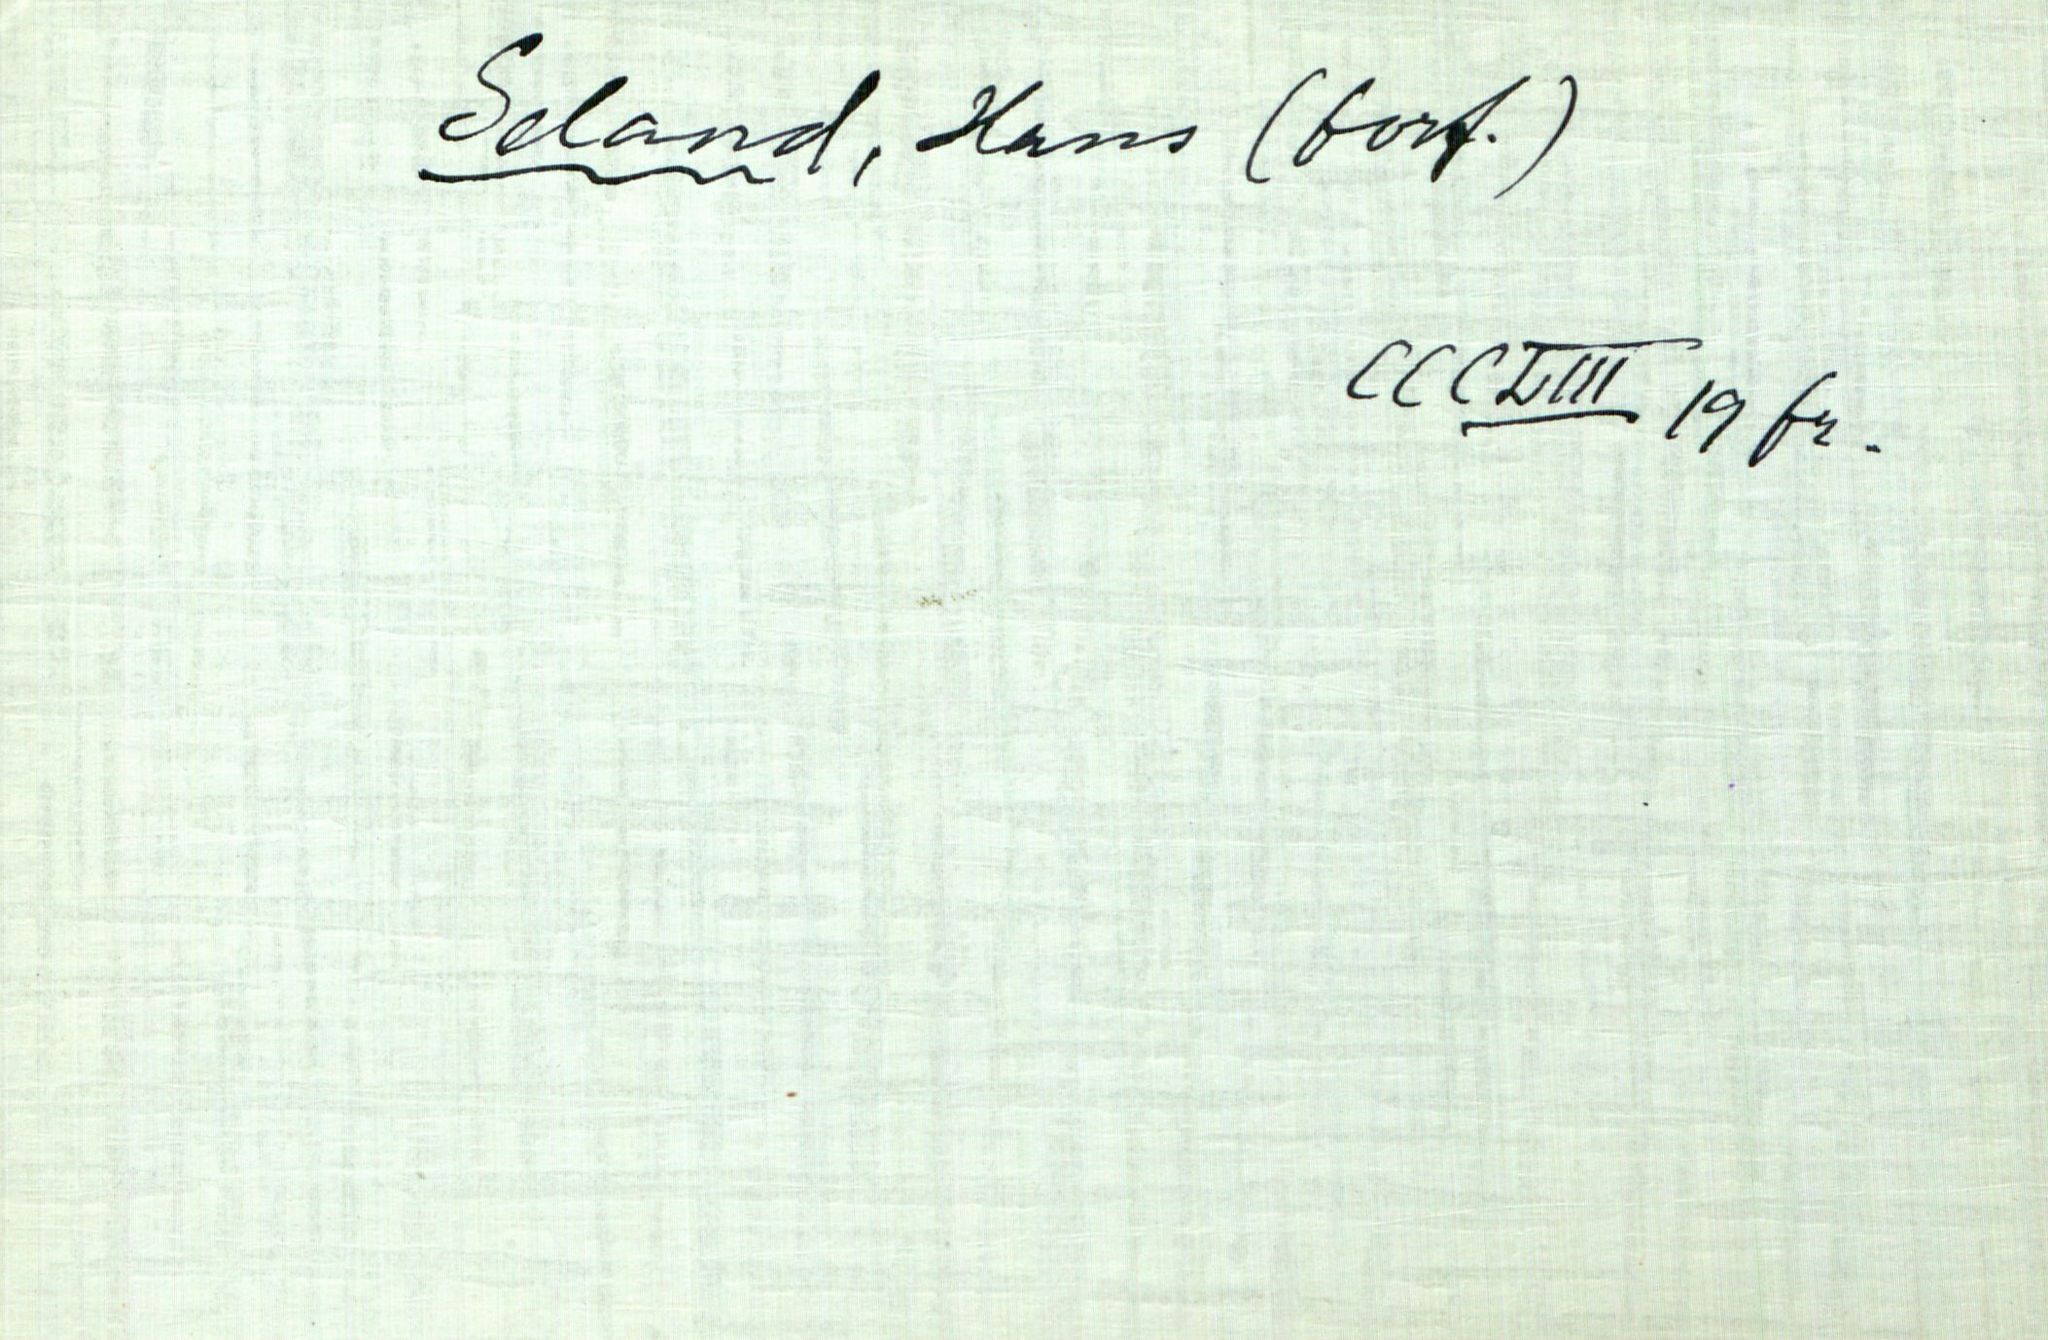 Seland, Hans (forf.)
CCCLIII 19 fr.